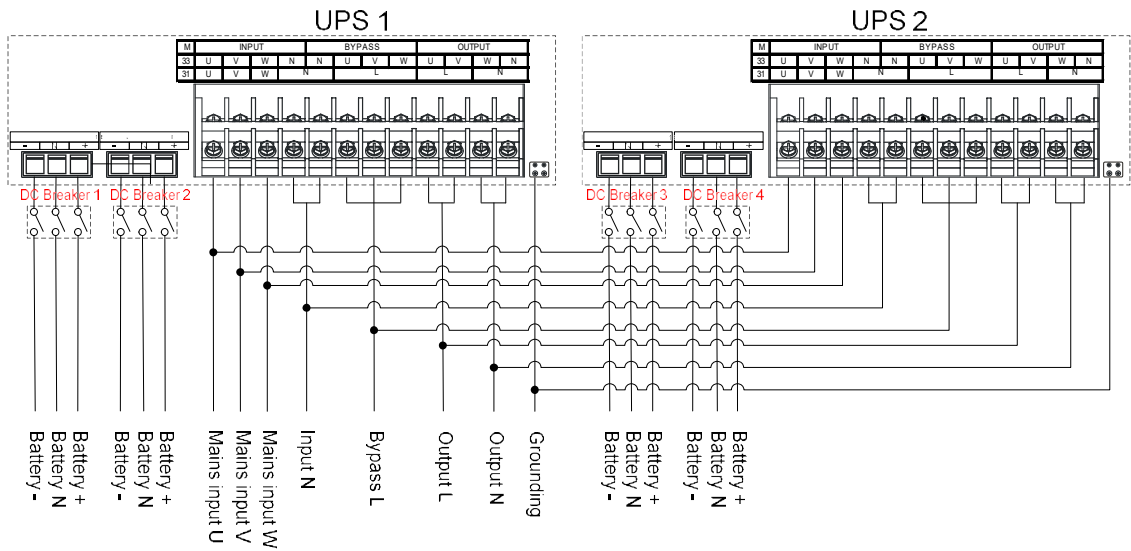 UPS 1
UPS 2
M INPUT BYPASS OUTPUT
33 U V W N N U V W U V W N
31 U V W N L L N
M INPUT BYPASS OUTPUT
33 U V W N N U V W U V W N
31 U V W N L L N
- N + - N +
- N + - N +
DC Breaker 1 DC Breaker 2
DC Breaker 3 DC Breaker 4
Battery -
Battery N
Battery +
Battery -
Battery N
Battery +
Mains input U
Mains input V
Mains input W
Input N
Bypass L
Output L
Output N
Grounding
Battery -
Battery N
Battery +
Battery -
Battery N
Battery +